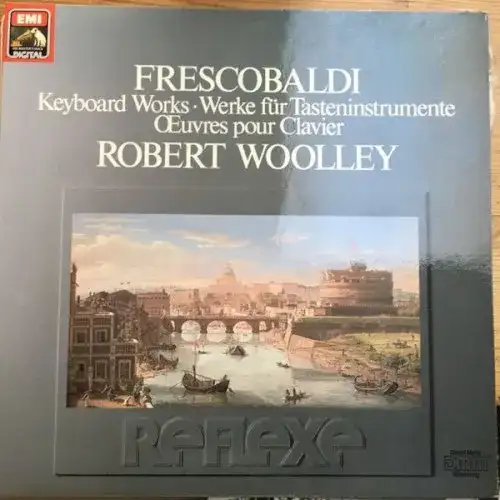 EMI
DIGITAL
FRESCOBALDI
Keyboard Works · Werke für Tasteninstrumente
Œuvres pour Clavier
ROBERT WOOLLEY
REFLEXE